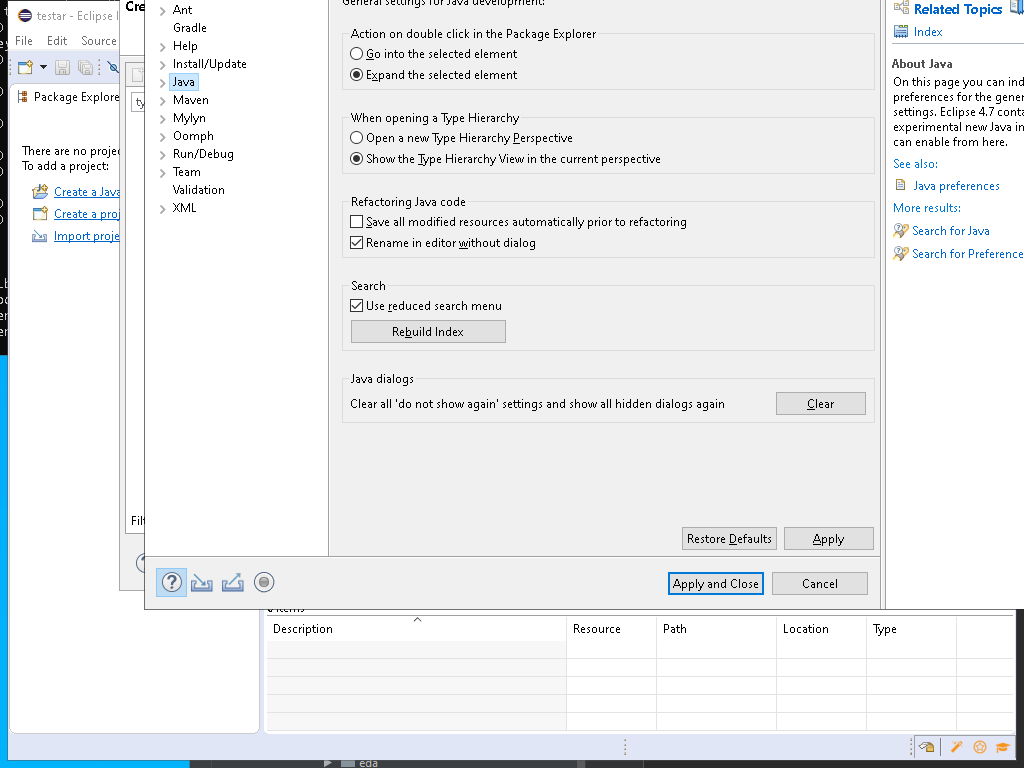 testar - Eclipse I
Cre
File Edit Source
Package Explore
There are no projec
To add a project:
Create a Java
Create a proj
Import proje
ty
Filt
Ant
Gradle
Help
Install/Update
Java
Maven
Mylyn
Oomph
Run/Debug
Team
Validation
XML
General settings for Java development:
Action on double click in the Package Explorer
Go into the selected element
Expand the selected element
When opening a Type Hierarchy
Open a new Type Hierarchy Perspective
Show the Type Hierarchy View in the current perspective
Refactoring Java code
Save all modified resources automatically prior to refactoring
Rename in editor without dialog
Search
Use reduced search menu
Rebuild Index
Java dialogs
Clear all 'do not show again' settings and show all hidden dialogs again
Clear
Restore Defaults Apply
Apply and Close Cancel
Related Topics
Index
About Java
On this page you can ind
preferences for the gener
settings. Eclipse 4.7 conta
experimental new Java in
can enable from here.
See also:
Java preferences
More results:
Search for Java
Search for Preference
items
Description Resource Path Location Type
eda